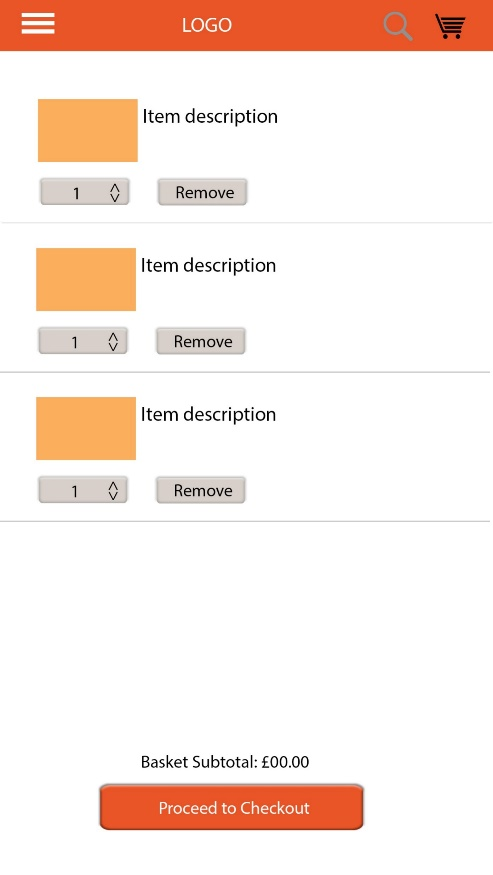 LOGO
Item description
1
Remove
Item description
1
Remove
Item description
1
Remove
Basket Subtotal: £00.00
Proceed to Checkout